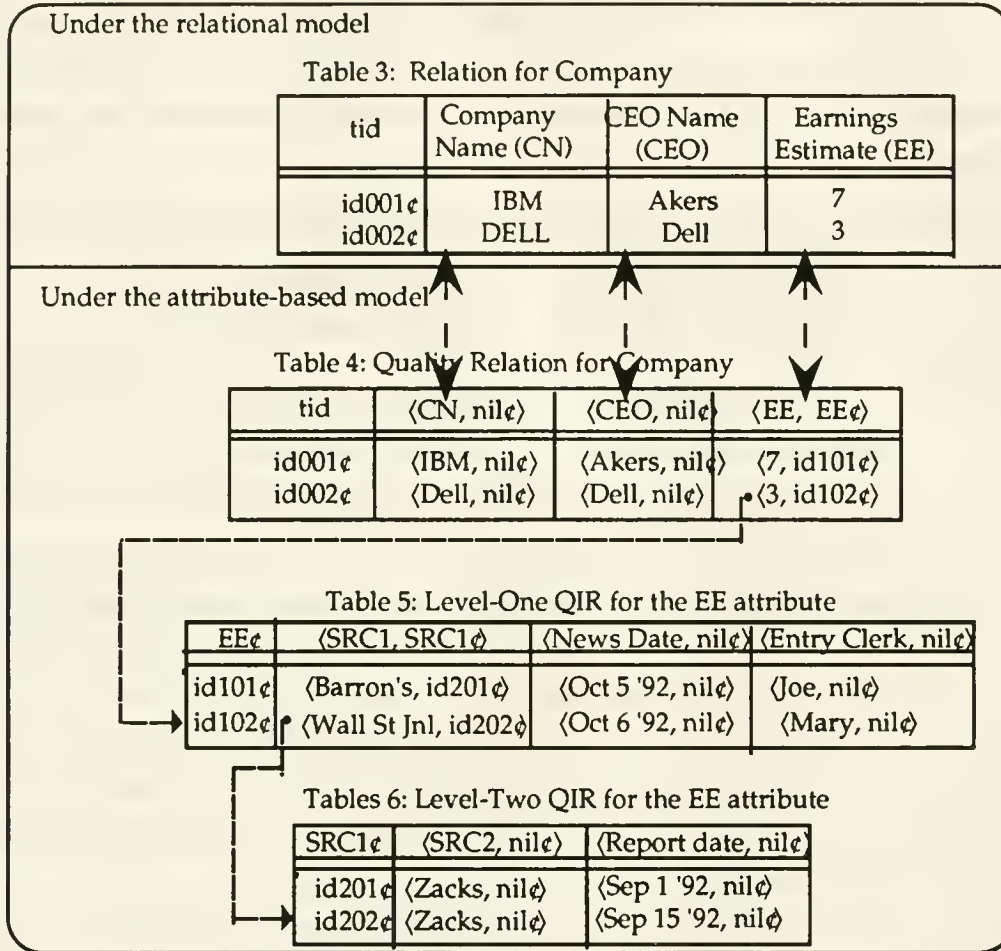 Under the relational model
Table 3: Relation for Company
tid Company Name (CN) CEO Name (CEO) Earnings Estimate (EE)
id001¢ IBM Akers 7
id002¢ DELL Dell 3
Under the attribute-based model
Table 4: Quality Relation for Company
tid ⟨CN, nil¢⟩ ⟨CEO, nil¢⟩ ⟨EE, EE¢⟩
id001¢ ⟨IBM, nil¢⟩ ⟨Akers, nil¢⟩ ⟨7, id101¢⟩
id002¢ ⟨Dell, nil¢⟩ ⟨Dell, nil¢⟩ ⟨3, id102¢⟩
Table 5: Level-One QIR for the EE attribute
EE¢ ⟨SRC1, SRC1¢⟩ ⟨News Date, nil¢⟩ ⟨Entry Clerk, nil¢⟩
id101¢ ⟨Barron's, id201¢⟩ ⟨Oct 5 '92, nil¢⟩ ⟨Joe, nil¢⟩
id102¢ ⟨Wall St Jnl, id202¢⟩ ⟨Oct 6 '92, nil¢⟩ ⟨Mary, nil¢⟩
Tables 6: Level-Two QIR for the EE attribute
SRC1¢ ⟨SRC2, nil¢⟩ ⟨Report date, nil¢⟩
id201¢ ⟨Zacks, nil¢⟩ ⟨Sep 1 '92, nil¢⟩
id202¢ ⟨Zacks, nil¢⟩ ⟨Sep 15 '92, nil¢⟩